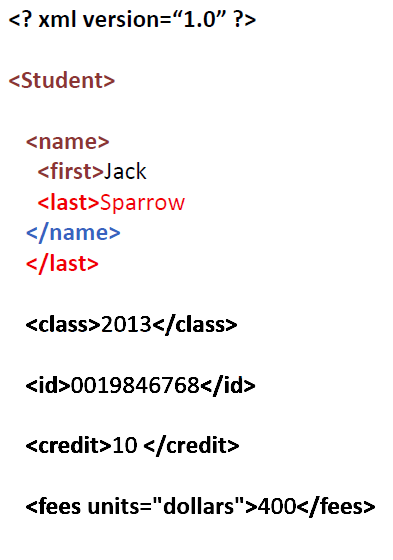 <? xml version=“1.0” ?>
<Student>
<name>
<first>Jack
<last>Sparrow
</name>
</last>
<class>2013</class>
<id>0019846768</id>
<credit>10 </credit>
<fees units="dollars">400</fees>